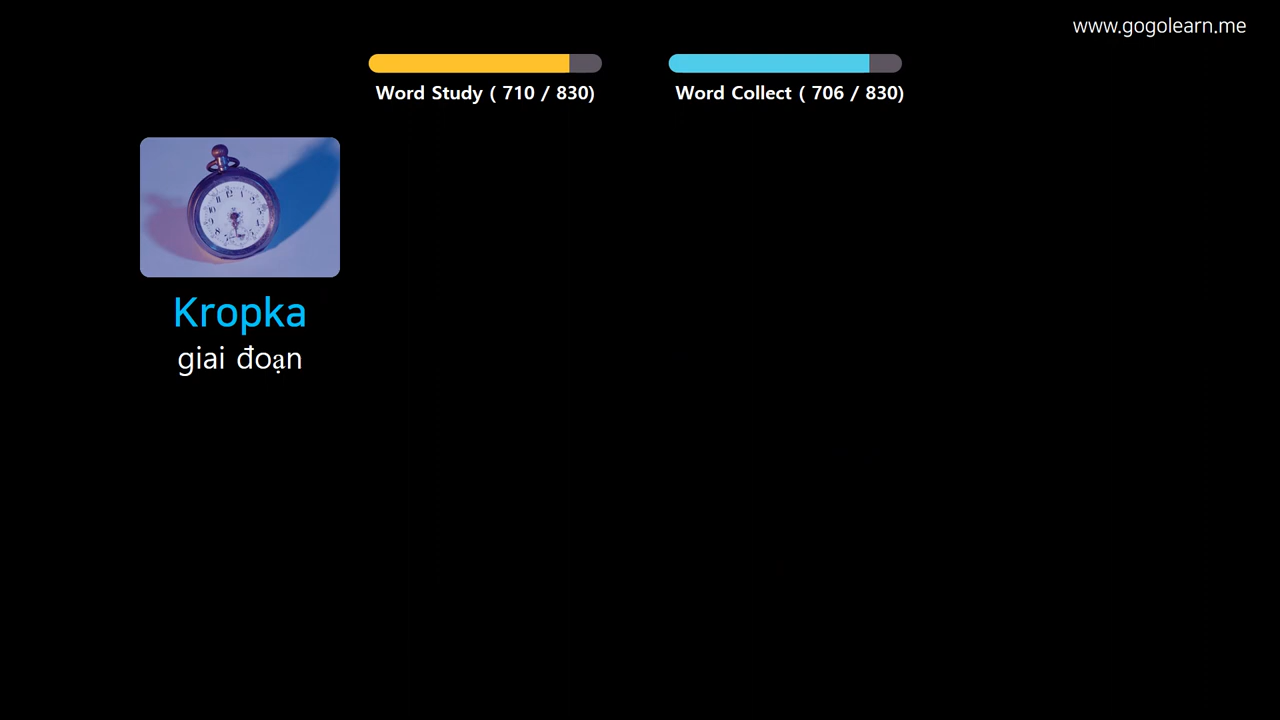 www.gogolearn.me
Word Study ( 710 / 830)
Word Collect ( 706 / 830)
Kropka
giai đoạn